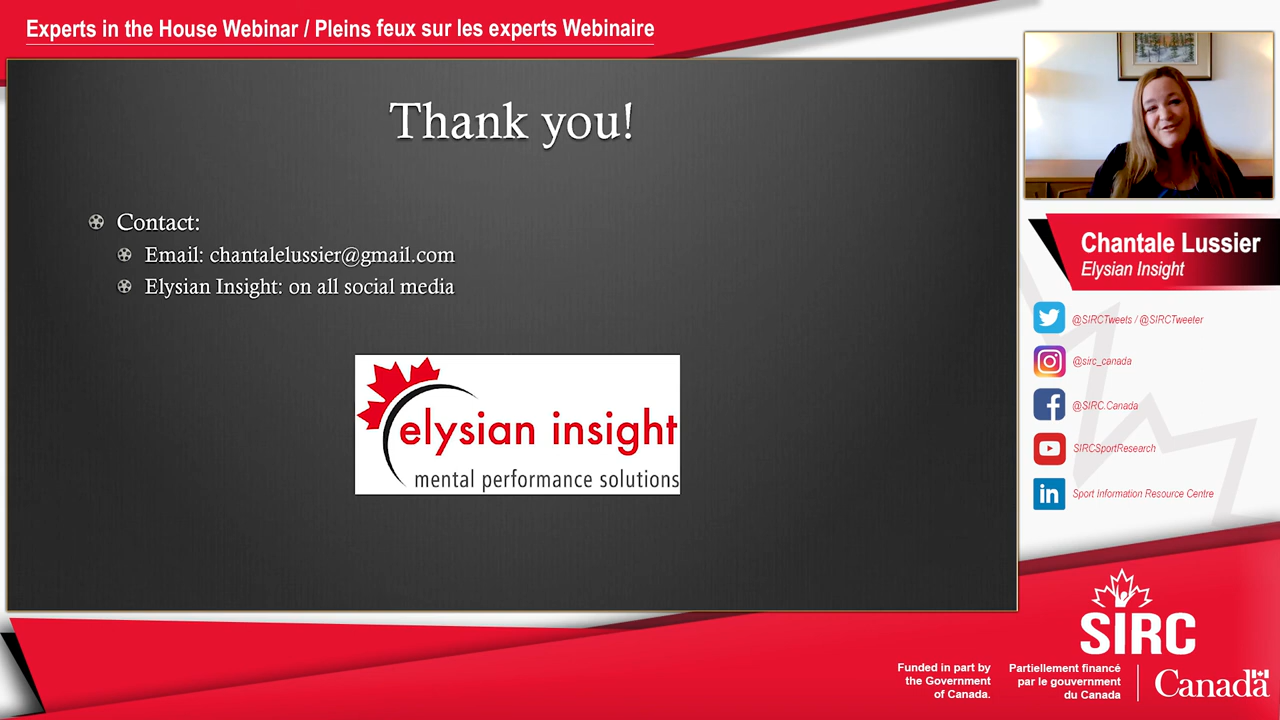 Experts in the House Webinar / Pleins feux sur les experts Webinaire
Thank you!
Contact:
Email: chantalelussier@gmail.com
Elysian Insight: on all social media
elysian insight
mental performance solutions
Chantale Lussier
Elysian Insight
@SIRCTweets / @SIRCTweeter
@sirc_canada
@SIRC.Canada
SIRCSportResearch
in
Sport Information Resource Centre
SIRC
Funded in part by
the Government
of Canada.
Partiellement financé
par le gouvernment
du Canada
Canada